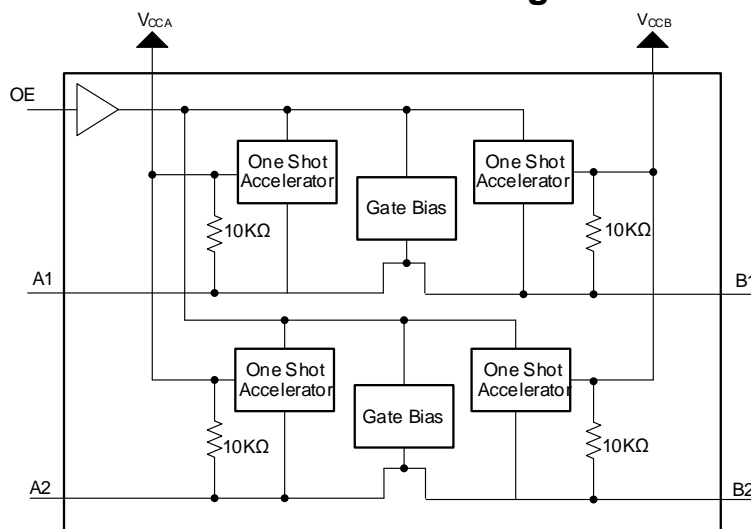 VCCA VCCB
OE
One Shot
Accelerator
One Shot
Accelerator
Gate Bias
10KΩ
10KΩ
A1
B1
One Shot
Accelerator
One Shot
Accelerator
Gate Bias
10KΩ
10KΩ
A2
B2